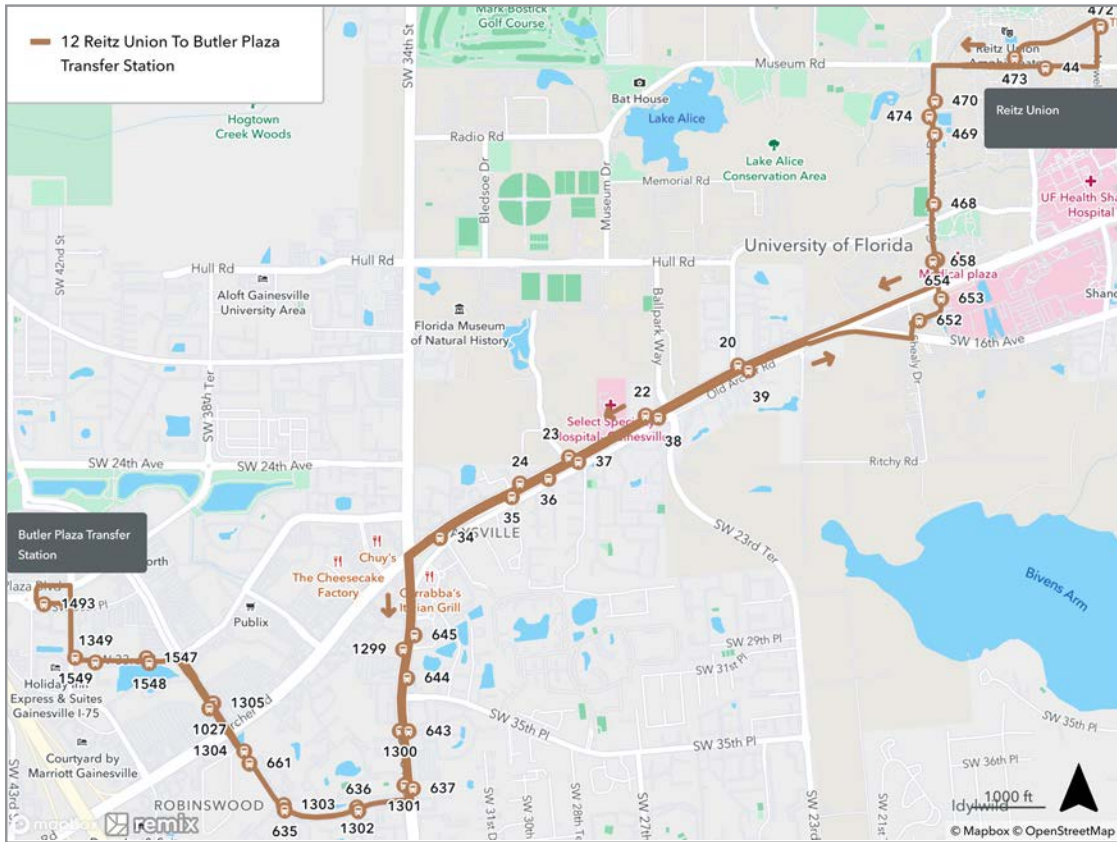 12 Reitz Union To Butler Plaza
Transfer Station
SW 34th St
Mark Bostick
Golf Course
472
Reitz Union
Museum Rd
473
44
Bat House
Lake Alice
470
474
469
Reitz Union
Hogtown
Creek Woods
Radio Rd
Bledsoe Dr
Museum Dr
Memorial Rd
Lake Alice
Conservation Area
468
UF Health
Hospital
SW 42nd St
University of Florida
Hull Rd
Hull Rd
Hull Rd
658
Medical plaza
654
653
Aloft Gainesville
University Area
Florida Museum
of Natural History
Ballpark Way
652
SW 16th Ave
Shealy Dr
20
Old Archer Rd
39
SW 38th Ter
22
Select
38
23
37
24
36
35
34
SW 24th Ave
SW 24th Ave
Ritchy Rd
SW 23rd Ter
Butler Plaza Transfer
Station
Chuy's
The Cheesecake
Factory
Carrabba's
Italian Grill
Bivens Arm
1493
Publix
645
1299
644
1349
1547
1549
1548
SW 29th Pl
SW 31st Pl
Holiday Inn
Express & Suites
Gainesville I-75
1305
1027
1304
661
643
1300
SW 35th Pl
SW 35th Pl
SW 35th Pl
SW 36th Pl
Courtyard by
Marriott Gainesville
SW 43rd
ROBINSWOOD
1303
635
636
1302
1301
637
SW 31st D
SW 30th
SW 28th Ter
SW 27th
SW 23rd
SW 21st
1000 ft
Idylwild
mapbox remix
© Mapbox © OpenStreetMap